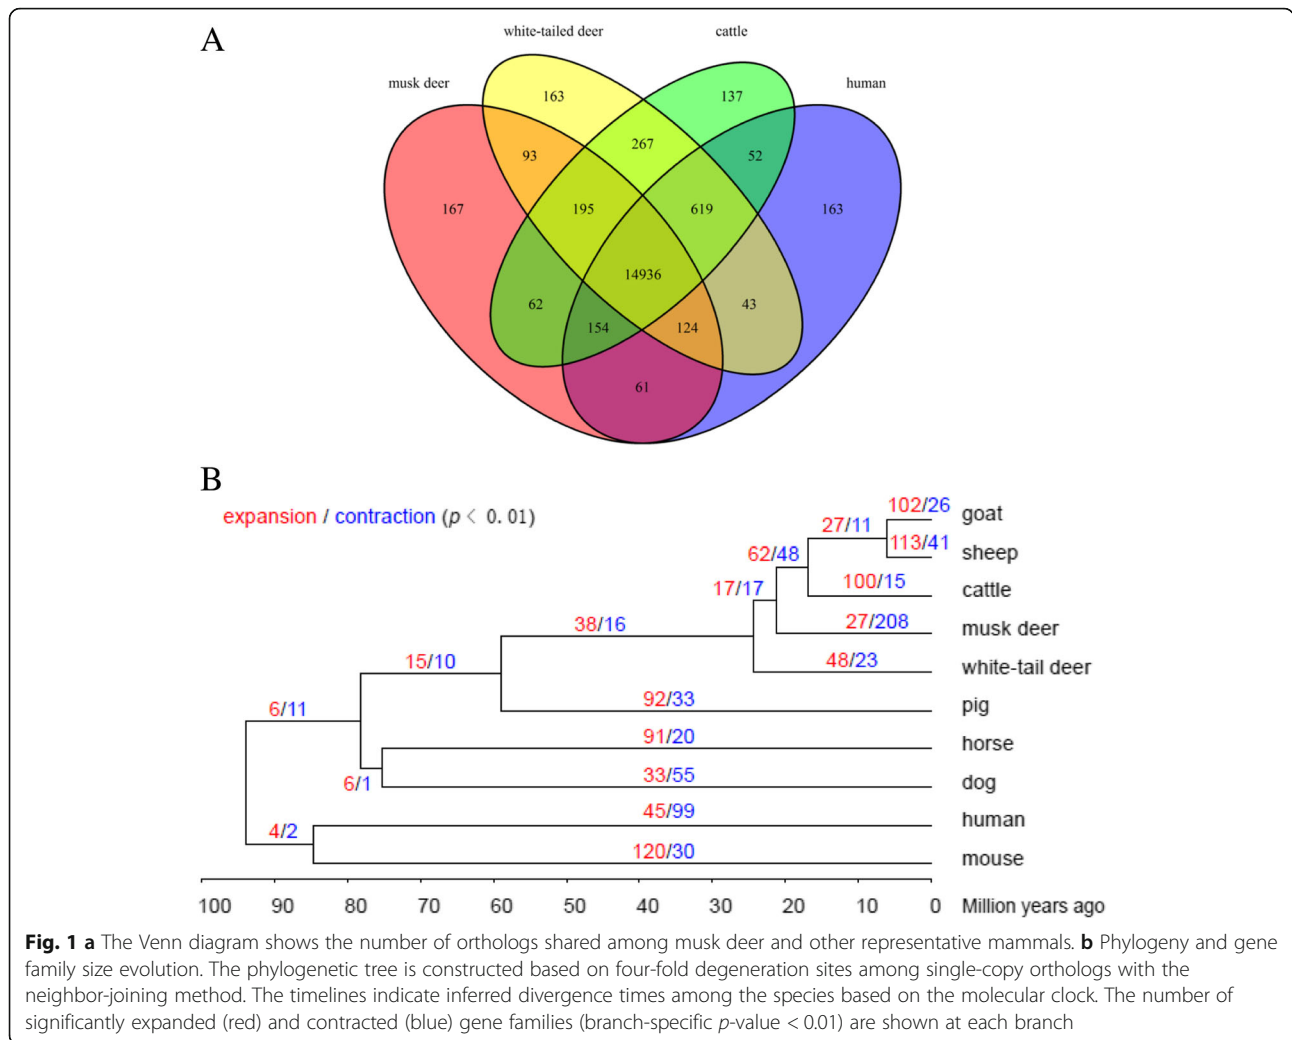 A
white-tailed deer
cattle
musk deer
human
163
137
93
267
52
167
195
619
163
14936
62
43
154
124
61
B
expansion / contraction (p < 0.01)
102/26
goat
27/11
113/41
sheep
62/48
100/15
cattle
17/17
27/208
musk deer
38/16
48/23
white-tail deer
15/10
92/33
pig
6/11
91/20
horse
6/1
33/55
dog
45/99
human
4/2
120/30
mouse
100 90 80 70 60 50 40 30 20 10 0 Million years ago
Fig. 1 a The Venn diagram shows the number of orthologs shared among musk deer and other representative mammals. b Phylogeny and gene
family size evolution. The phylogenetic tree is constructed based on four-fold degeneration sites among single-copy orthologs with the
neighbor-joining method. The timelines indicate inferred divergence times among the species based on the molecular clock. The number of
significantly expanded (red) and contracted (blue) gene families (branch-specific p-value < 0.01) are shown at each branch